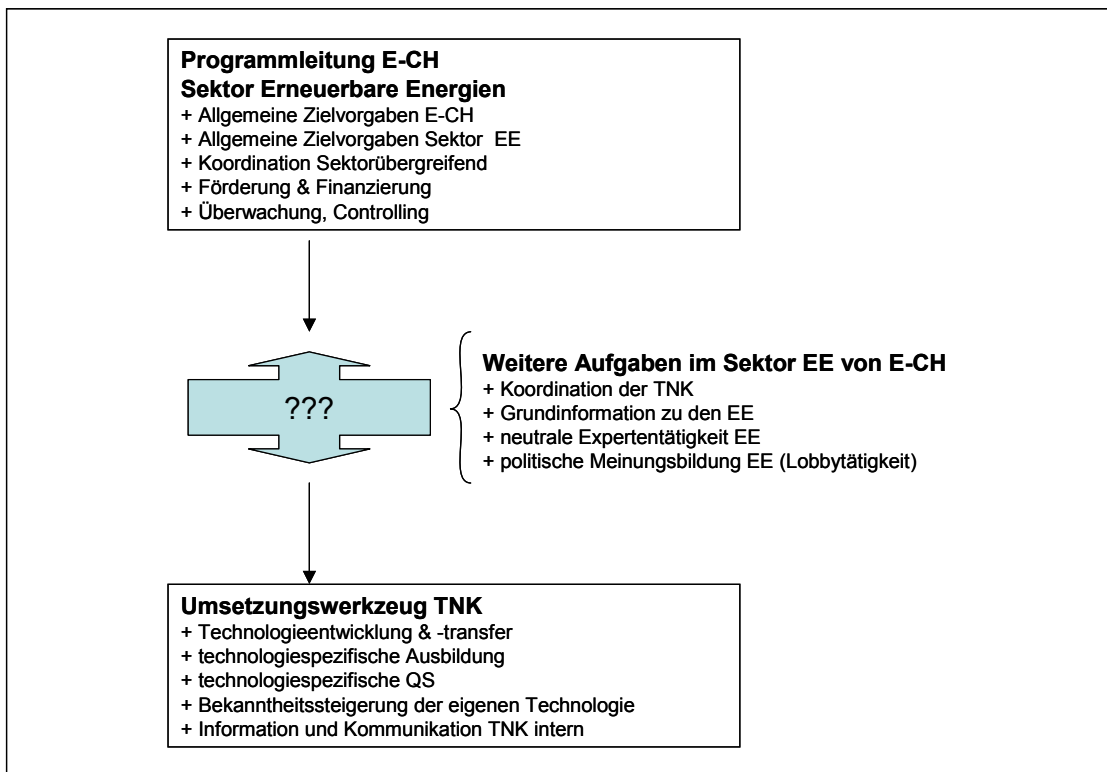 Programmleitung E-CH
Sektor Erneuerbare Energien
+ Allgemeine Zielvorgaben E-CH
+ Allgemeine Zielvorgaben Sektor EE
+ Koordination Sektorübergreifend
+ Förderung & Finanzierung
+ Überwachung, Controlling
???
Weitere Aufgaben im Sektor EE von E-CH
+ Koordination der TNK
+ Grundinformation zu den EE
+ neutrale Expertentätigkeit EE
+ politische Meinungsbildung EE (Lobbytätigkeit)
Umsetzungswerkzeug TNK
+ Technologieentwicklung & -transfer
+ technologiespezifische Ausbildung
+ technologiespezifische QS
+ Bekanntheitssteigerung der eigenen Technologie
+ Information und Kommunikation TNK intern